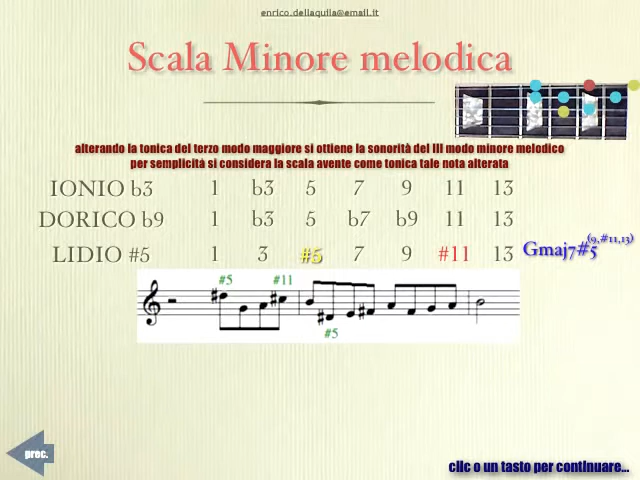 enrico.dellaquila@email.it
Scala Minore melodica
alterando la tonica del terzo modo maggiore si ottiene la sonorità del III modo minore melodico
per semplicità si considera la scala avente come tonica tale nota alterata
IONIO b3 1 b3 5 7 9 11 13
DORICO b9 1 b3 5 b7 b9 11 13
LIDIO #5 1 3 #5 7 9 #11 13 Gmaj7#5 (9,#11,13)
#5 #11
#5
prec.
clic o un tasto per continuare...